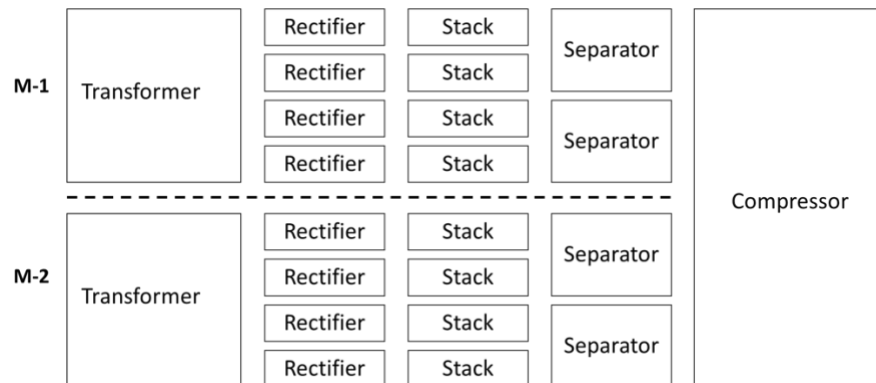 Rectifier Stack
Separator
M-1 Transformer Rectifier Stack
Rectifier Stack
Separator
Rectifier Stack
Compressor
Rectifier Stack
Separator
M-2 Transformer Rectifier Stack
Rectifier Stack
Separator
Rectifier Stack